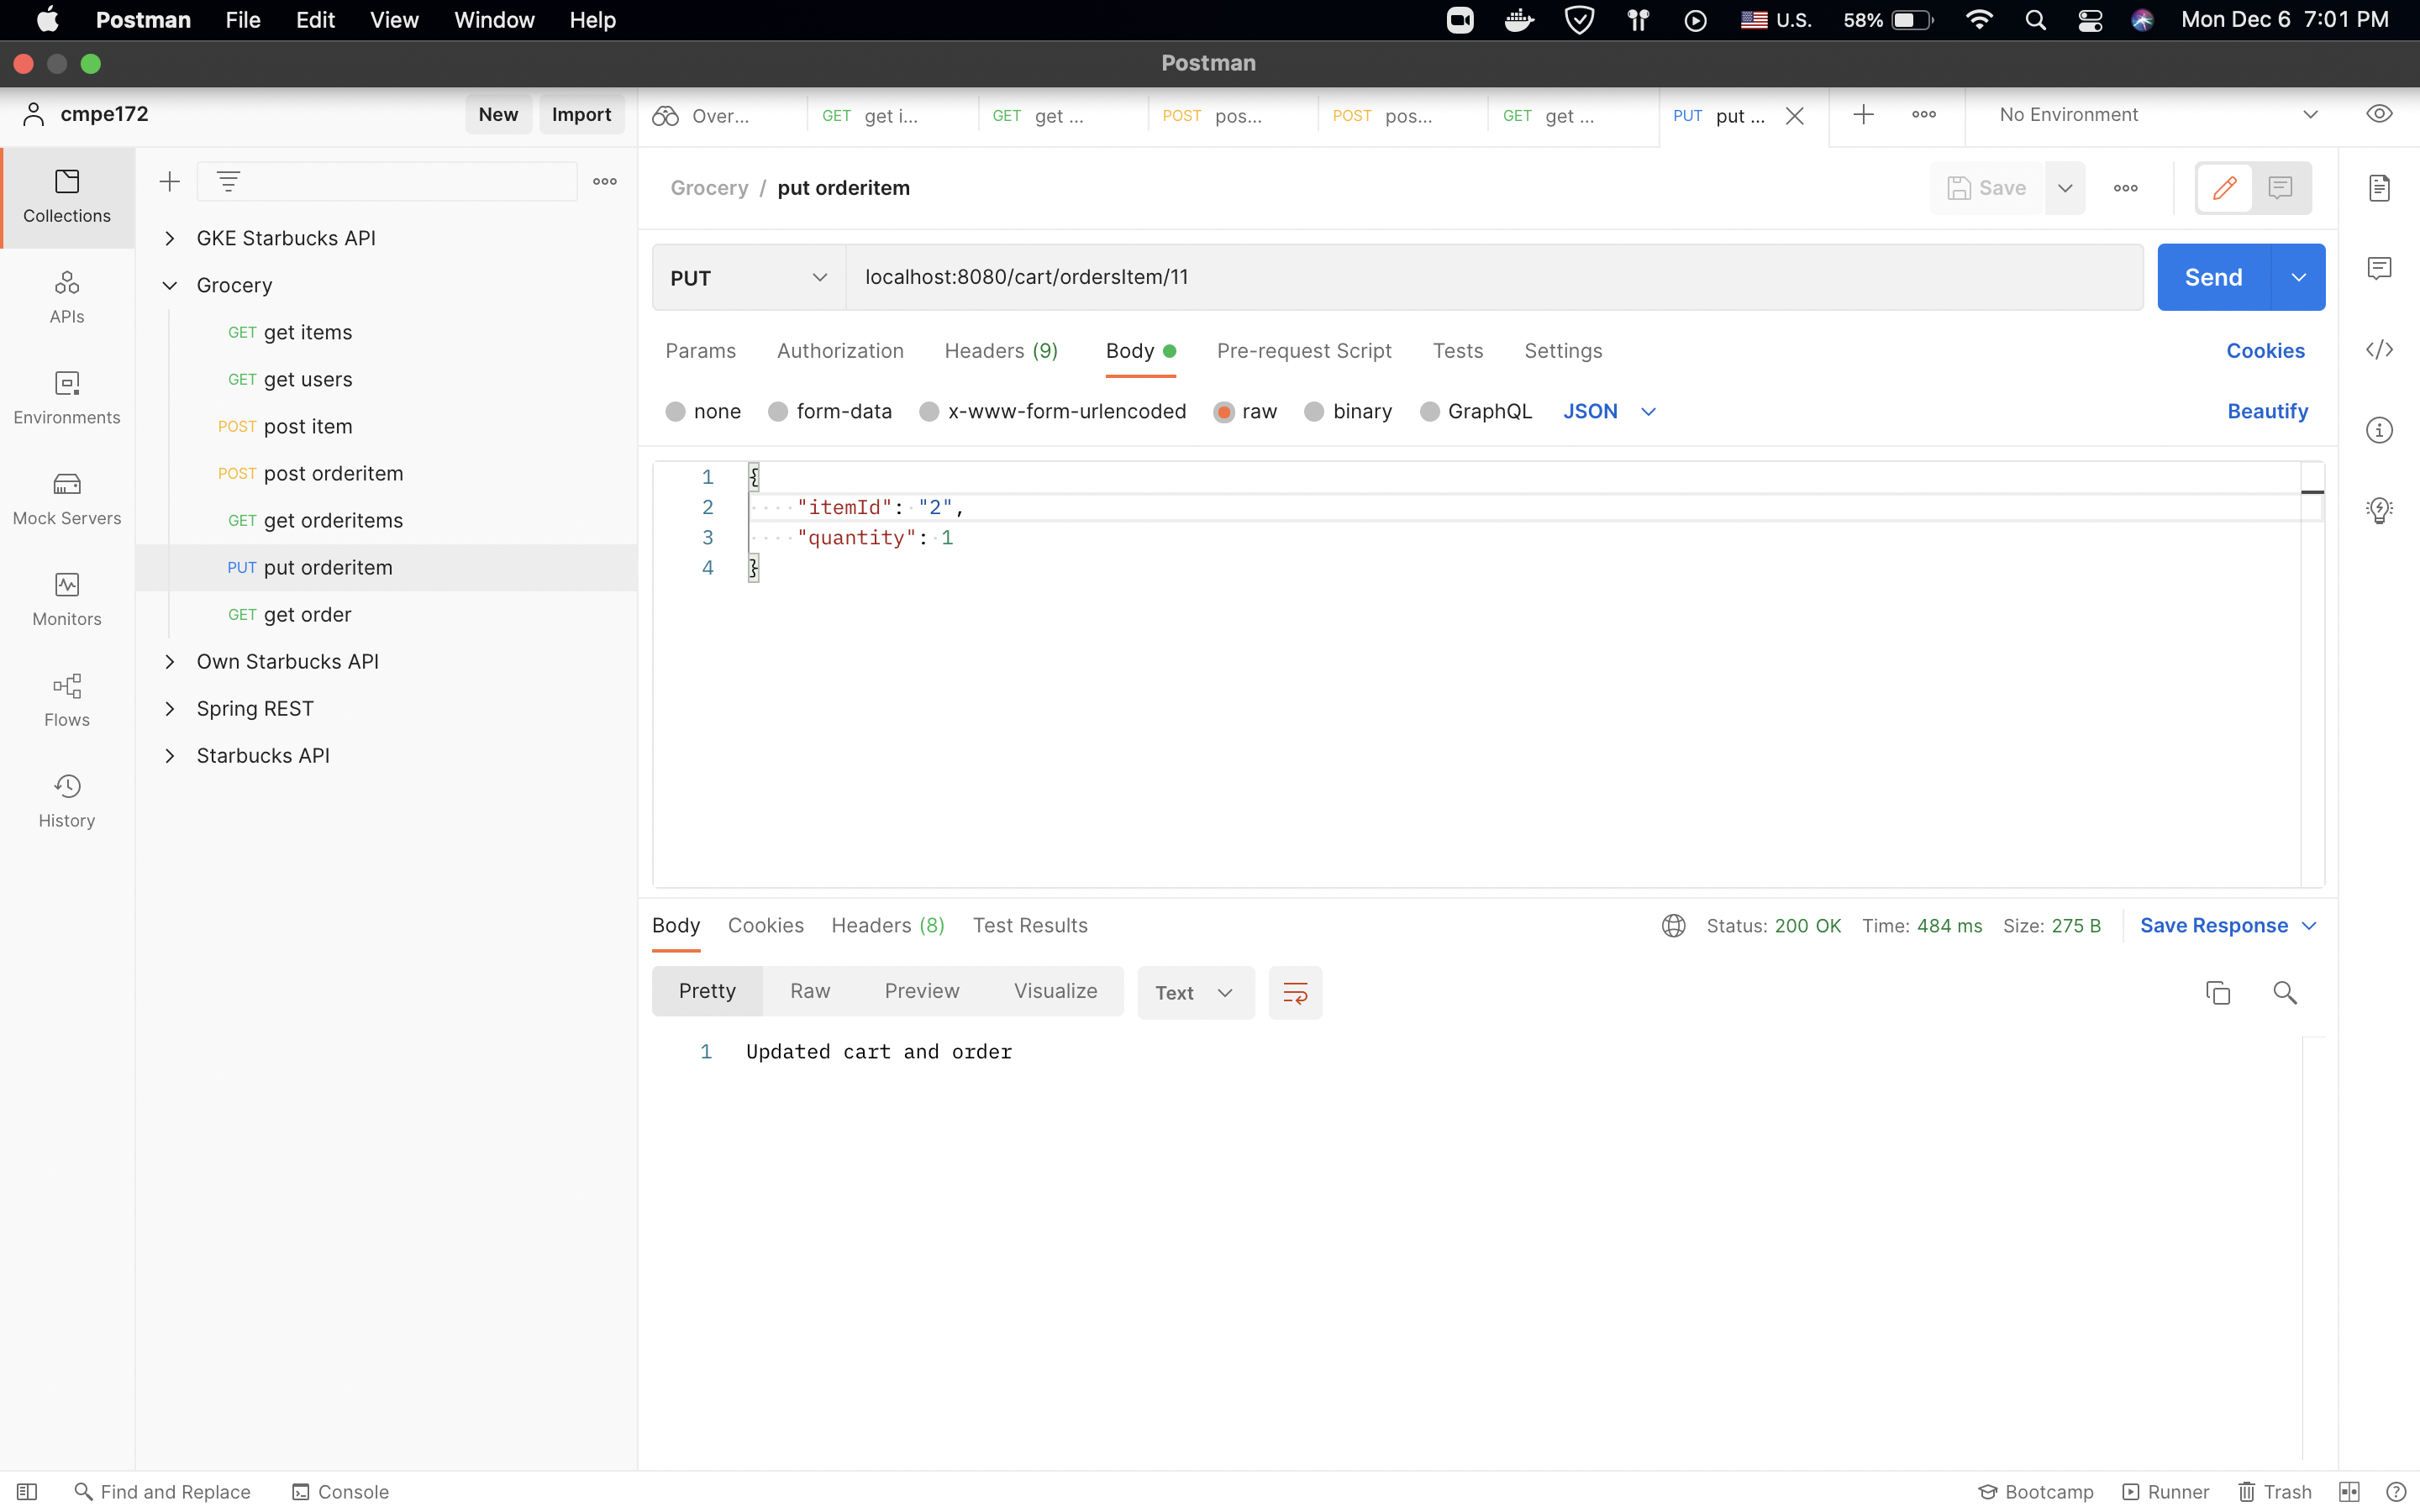 Postman File Edit View Window Help U.S. 58% Mon Dec 6 7:01 PM
Postman
cmpe172 New Import Over... GET get i... GET get ... POST pos... POST pos... GET get ... PUT put ... No Environment
Collections
APIs
Environments
Mock Servers
Monitors
Flows
History
GKE Starbucks API
Grocery
GET get items
GET get users
POST post item
POST post orderitem
GET get orderitems
PUT put orderitem
GET get order
Own Starbucks API
Spring REST
Starbucks API
Grocery / put orderitem Save
PUT localhost:8080/cart/ordersItem/11 Send
Params Authorization Headers (9) Body Pre-request Script Tests Settings Cookies
none form-data x-www-form-urlencoded raw binary GraphQL JSON Beautify
1 {
2 "itemId": "2",
3 "quantity": 1
4 }
Body Cookies Headers (8) Test Results Status: 200 OK Time: 484 ms Size: 275 B Save Response
Pretty Raw Preview Visualize Text
1 Updated cart and order
Find and Replace Console Bootcamp Runner Trash